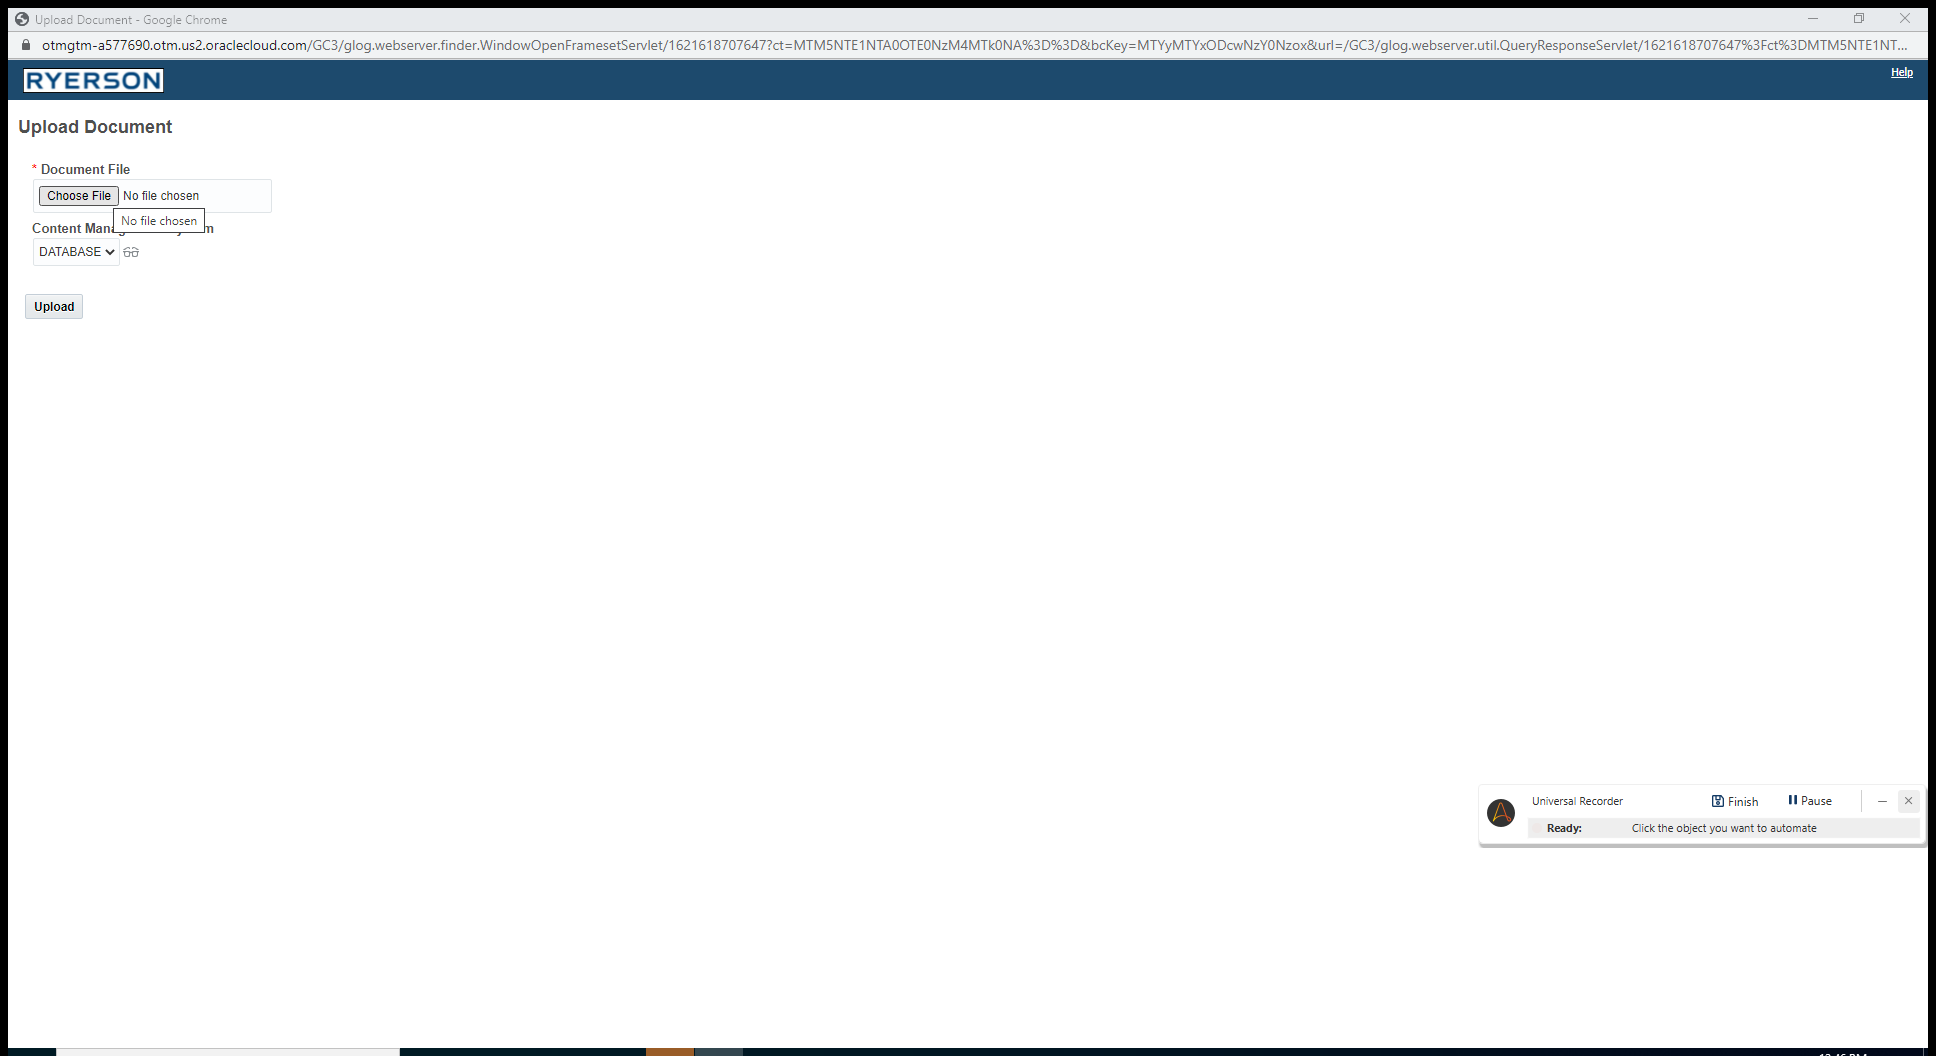 Upload Document - Google Chrome
otmgtm-a577690.otm.us2.oraclecloud.com/GC3/glog.webserver.finder.WindowOpenFramesetServlet/1621618707647?ct=MTM5NTE1NTA0OTE0NzM4MTk0NA%3D%3D&bcKey=MTYyMTYxODcwNzY0Nzox&url=/GC3/glog.webserver.util.QueryResponseServlet/1621618707647%3Fct%3DMTM5NTE1NT...
RYERSON
Help
Upload Document
* Document File
Choose File No file chosen
No file chosen
Content
DATABASE
Upload
Universal Recorder Finish Pause
Ready: Click the object you want to automate